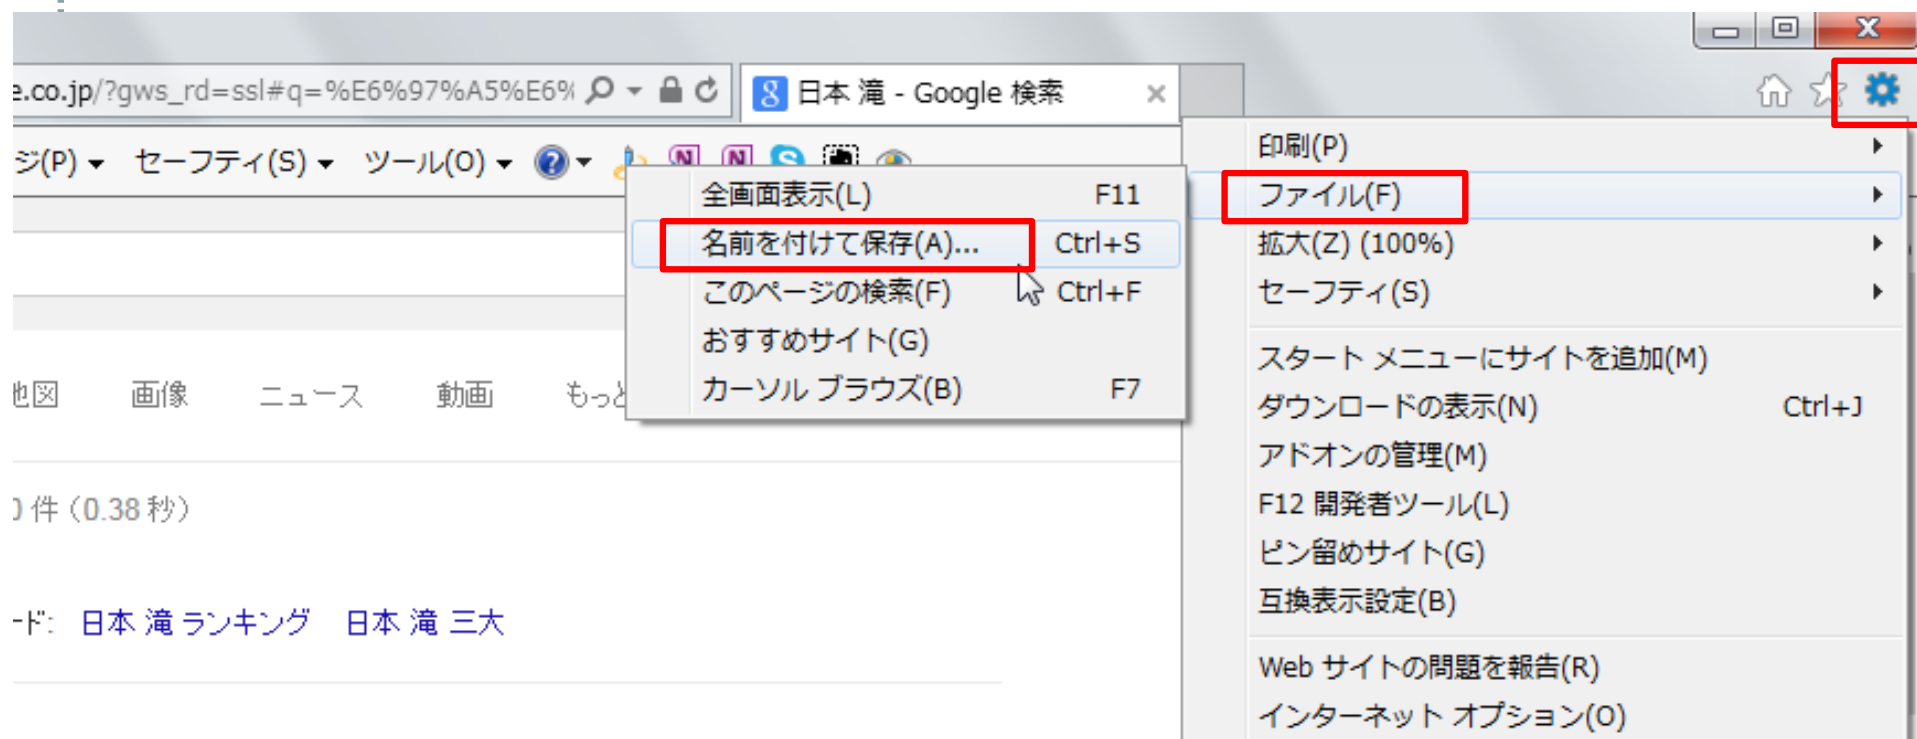 e.co.jp/?gws_rd=ssl#q=%E6%97%A5%E6%
日本 滝 - Google 検索
ジ(P) セーフティ(S) ツール(O)
全画面表示(L) F11
名前を付けて保存(A)... Ctrl+S
このページの検索(F) Ctrl+F
おすすめサイト(G)
カーソル ブラウズ(B) F7
印刷(P)
ファイル(F)
拡大(Z) (100%)
セーフティ(S)
スタート メニューにサイトを追加(M)
ダウンロードの表示(N) Ctrl+J
アドオンの管理(M)
F12 開発者ツール(L)
ピン留めサイト(G)
互換表示設定(B)
Web サイトの問題を報告(R)
インターネット オプション(O)
地図 画像 ニュース 動画 もっと
0 件 (0.38 秒)
ード: 日本 滝 ランキング 日本 滝 三大